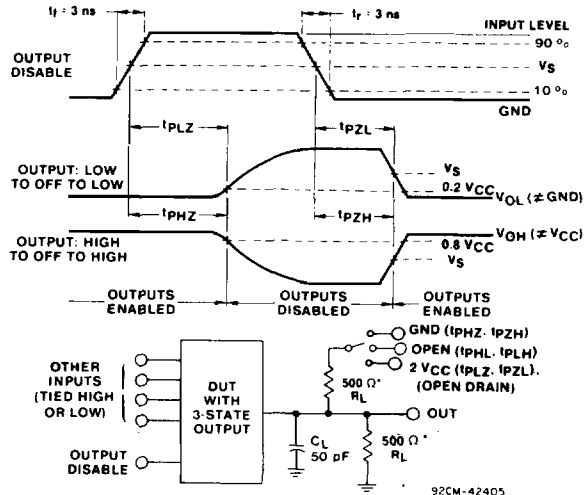 tf = 3 ns
tr = 3 ns
INPUT LEVEL
90 %
OUTPUT DISABLE
VS
10 %
GND
tPLZ
tPZL
OUTPUT: LOW
TO OFF TO LOW
VS
0.2 VCC
VOL (≠ GND)
tPHZ
tPZH
OUTPUT: HIGH
TO OFF TO
HIGH
VOH (≠ VCC)
0.8 VCC
VS
OUTPUTS
ENABLED
OUTPUTS
DISABLED
OUTPUTS
ENABLED
GND (tPHZ. tPZH)
OPEN (tPHL. tPLH)
2 VCC (tPLZ. tPZL).
(OPEN DRAIN)
OTHER
INPUTS
(TIED HIGH
OR LOW)
DUT
WITH
3-STATE
OUTPUT
500 Ω*
RL
OUT
OUTPUT
DISABLE
CL
50 pF
500 Ω*
RL
92CM-42405